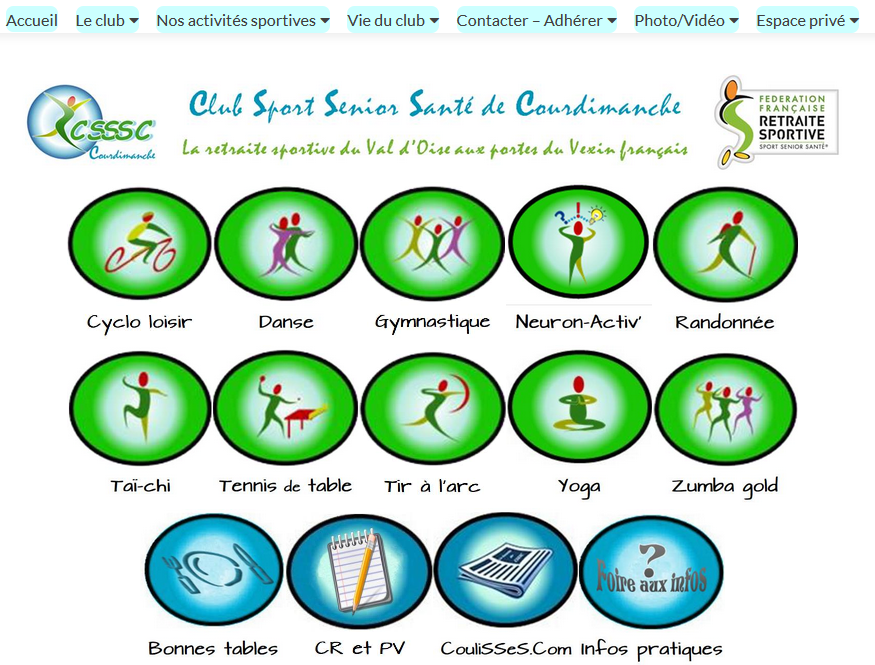 Accueil Le club Nos activités sportives Vie du club Contacter – Adhérer Photo/Vidéo Espace privé
CSSSC
Courdimanche
Club Sport Senior Santé de Courdimanche
La retraite sportive du Val d'Oise aux portes du Vexin français
FEDERATION
FRANÇAISE
RETRAITE
SPORTIVE
SPORT SENIOR SANTÉ®
Cyclo loisir Danse Gymnastique Neuron-Activ' Randonnée
Taï-chi Tennis de table Tir à l'arc Yoga Zumba gold
? Foire aux infos
Bonnes tables CR et PV CouliSSeS.Com Infos pratiques